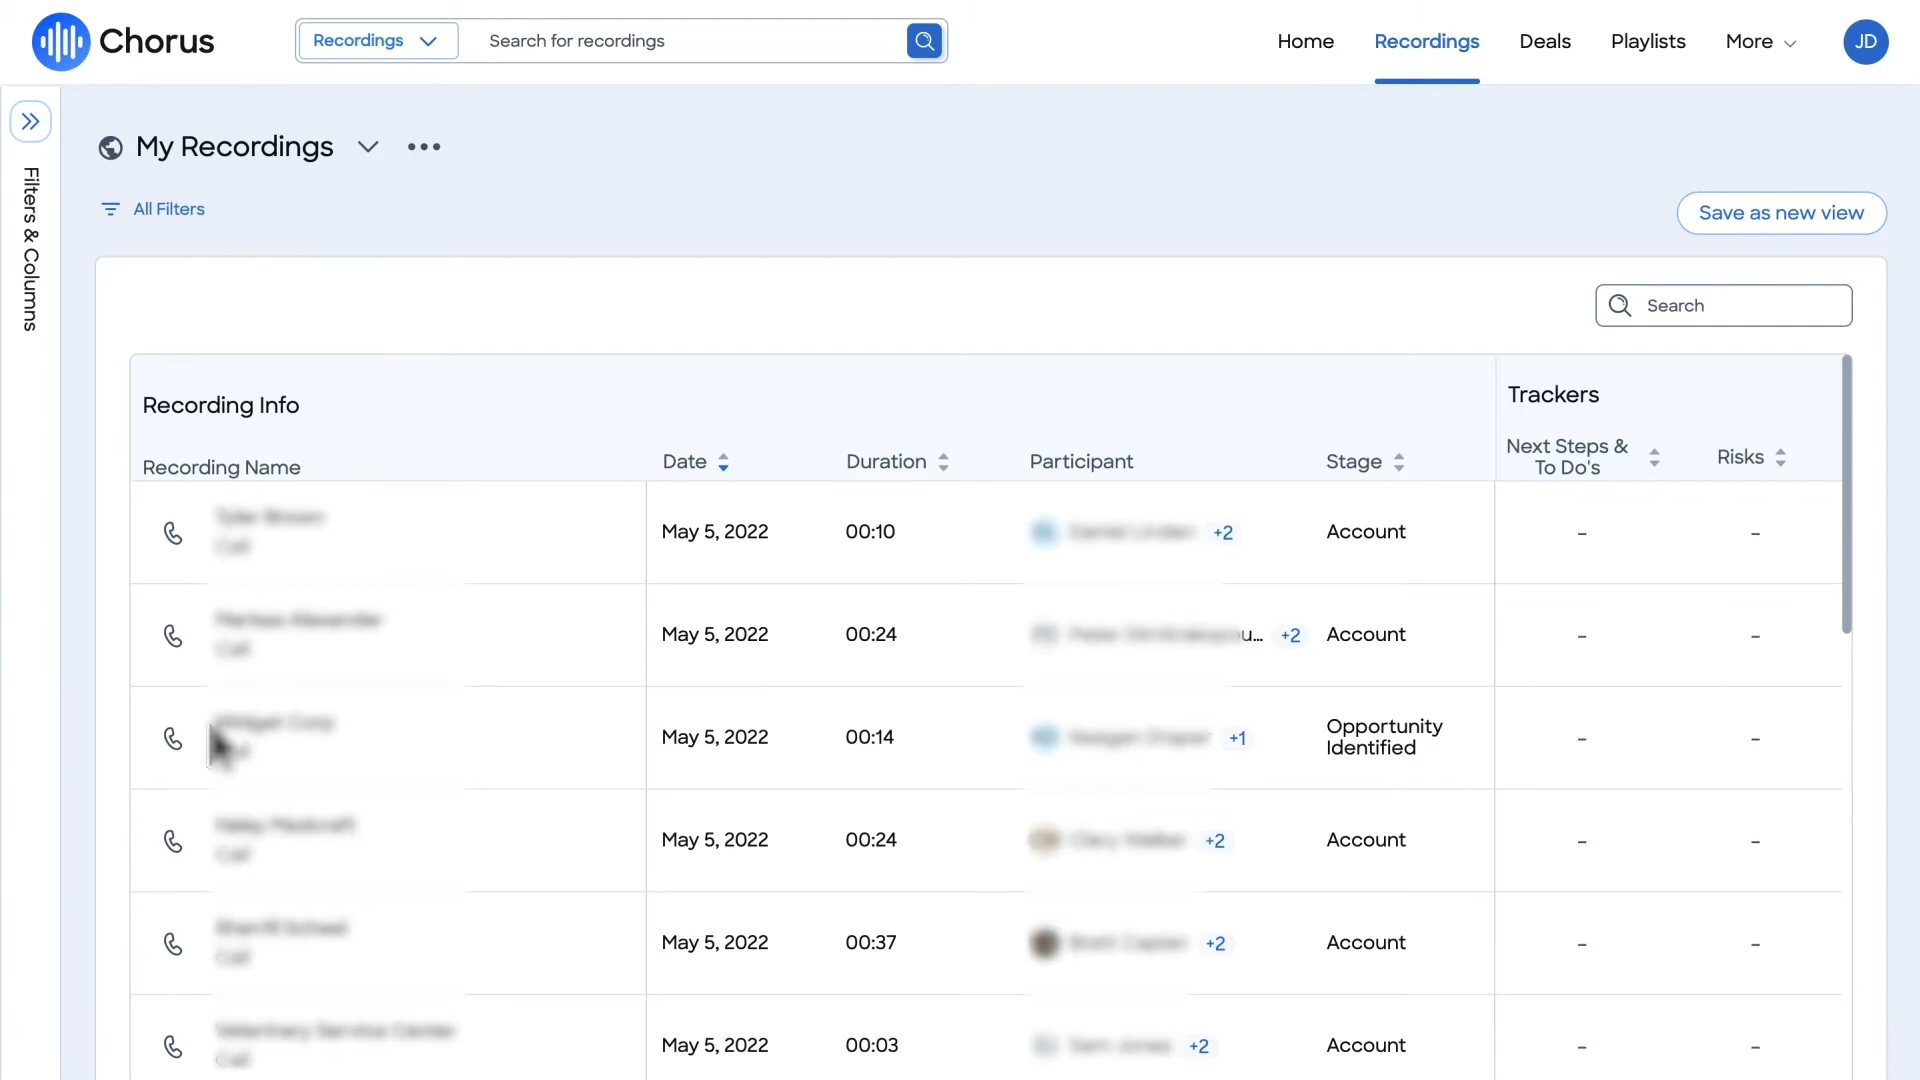 Chorus
Recordings
Search for recordings
Home
Recordings
Deals
Playlists
More
JD
Filters & Columns
My Recordings
All Filters
Save as new view
Search
Recording Info
Trackers
Recording Name
Date
Duration
Participant
Stage
Next Steps &
To Do's
Risks
May 5, 2022
00:10
+2
Account
-
-
May 5, 2022
00:24
u...
+2
Account
-
-
May 5, 2022
00:14
+1
Opportunity
Identified
-
-
May 5, 2022
00:24
+2
Account
-
-
May 5, 2022
00:37
+2
Account
-
-
May 5, 2022
00:03
+2
Account
-
-